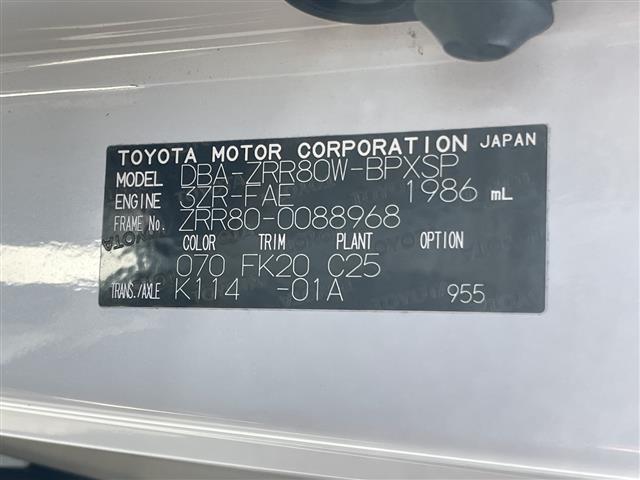 TOYOTA MOTOR CORPORATION JAPAN
MODEL DBA-ZRR80W-BPXSP
ENGINE 3ZR-FAE 1986 mL
FRAME No. ZRR80-0088968
COLOR TRIM PLANT OPTION
070 FK20 C25
TRANS./AXLE K114 -01A 955